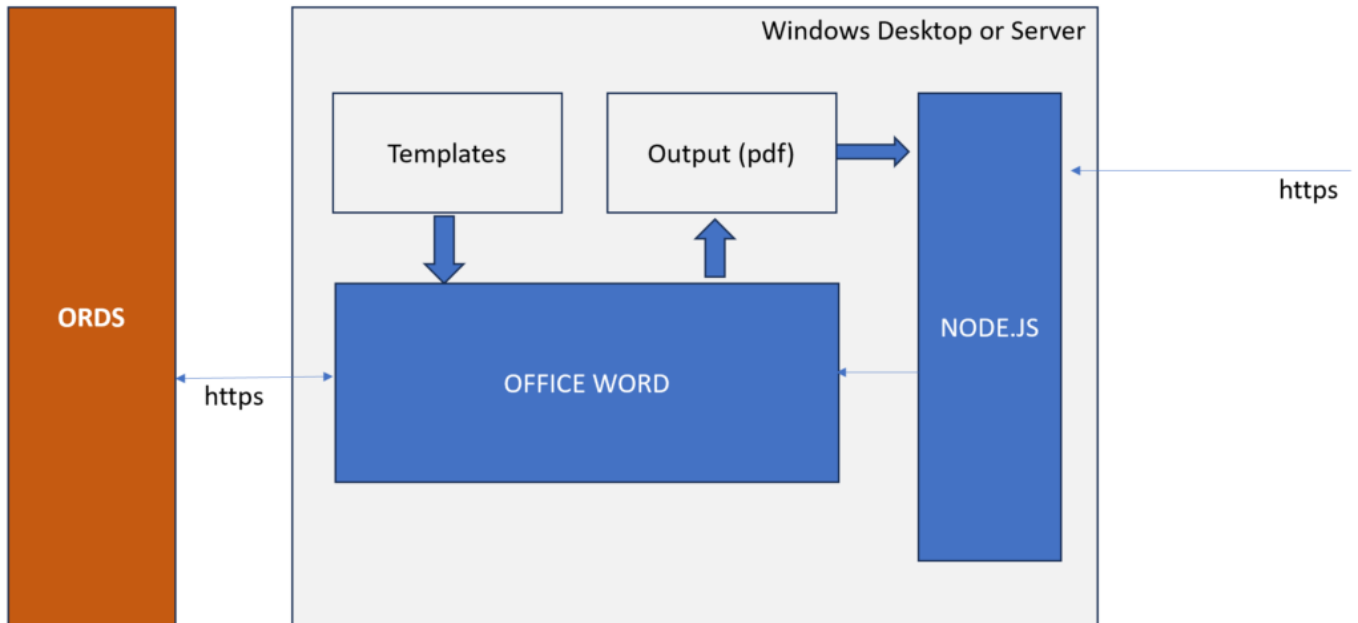 Windows Desktop or Server
Templates
Output (pdf)
https
ORDS
NODE.JS
OFFICE WORD
https